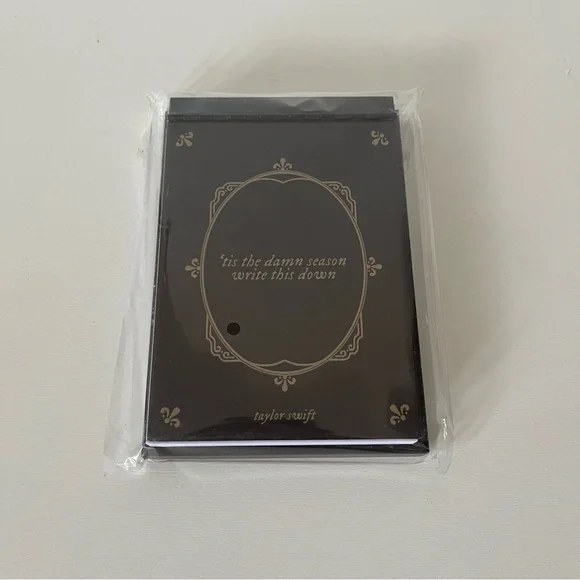 ‘tis the damn season
write this down
taylor swift